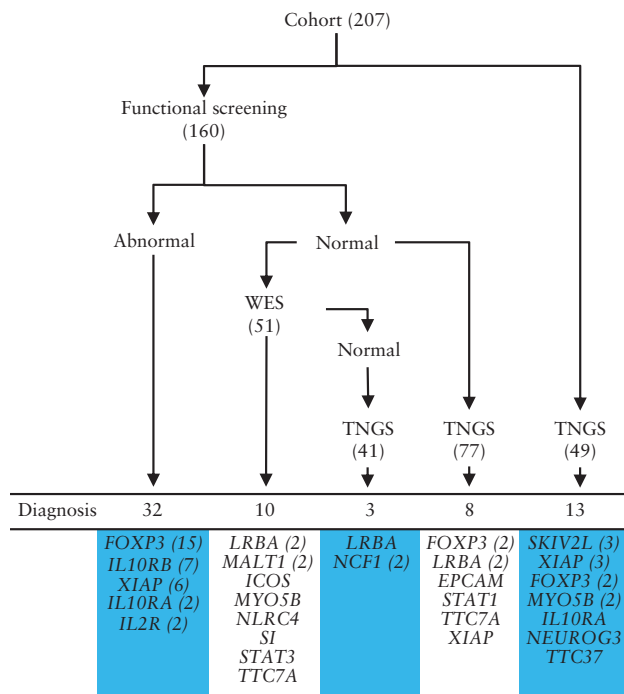 Cohort (207)
Functional screening
(160)
Abnormal
Normal
WES
(51)
Normal
TNGS
(41)
TNGS
(77)
TNGS
(49)
Diagnosis 32 10 3 8 13
FOXP3 (15)
IL10RB (7)
XIAP (6)
IL10RA (2)
IL2R (2)
LRBA (2)
MALT1 (2)
ICOS
MYO5B
NLRC4
SI
STAT3
TTC7A
LRBA
NCF1 (2)
FOXP3 (2)
LRBA (2)
EPCAM
STAT1
TTC7A
XIAP
SKIV2L (3)
XIAP (3)
FOXP3 (2)
MYO5B (2)
IL10RA
NEUROG3
TTC37